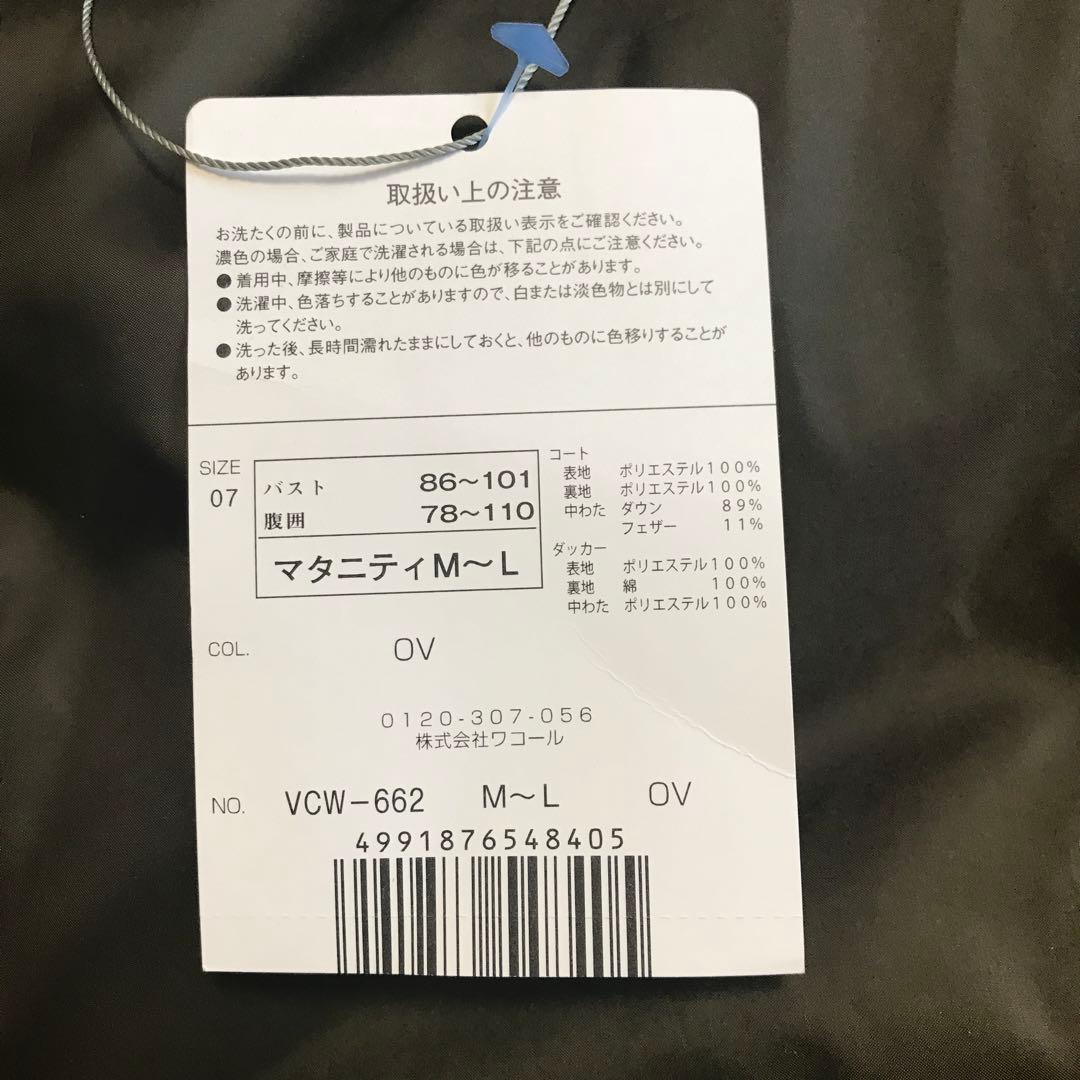 取扱い上の注意
お洗たくの前に、製品についている取扱い表示をご確認ください。
濃色の場合、ご家庭で洗濯される場合は、下記の点にご注意ください。
●着用中、摩擦等により他のものに色が移ることがあります。
●洗濯中、色落ちすることがありますので、白または淡色物とは別にして
洗ってください。
●洗った後、長時間濡れたままにしておくと、他のものに色移りすることが
あります。
SIZE
07
バスト 86〜101
腹囲 78〜110
マタニティM〜L
コート
表地 ポリエステル100%
裏地 ポリエステル100%
中わた ダウン 89%
フェザー 11%
ダッカー
表地 ポリエステル100%
裏地 綿 100%
中わた ポリエステル100%
COL. OV
0120-307-056
株式会社ワコール
NO. VCW-662 M〜L OV
4991876548405